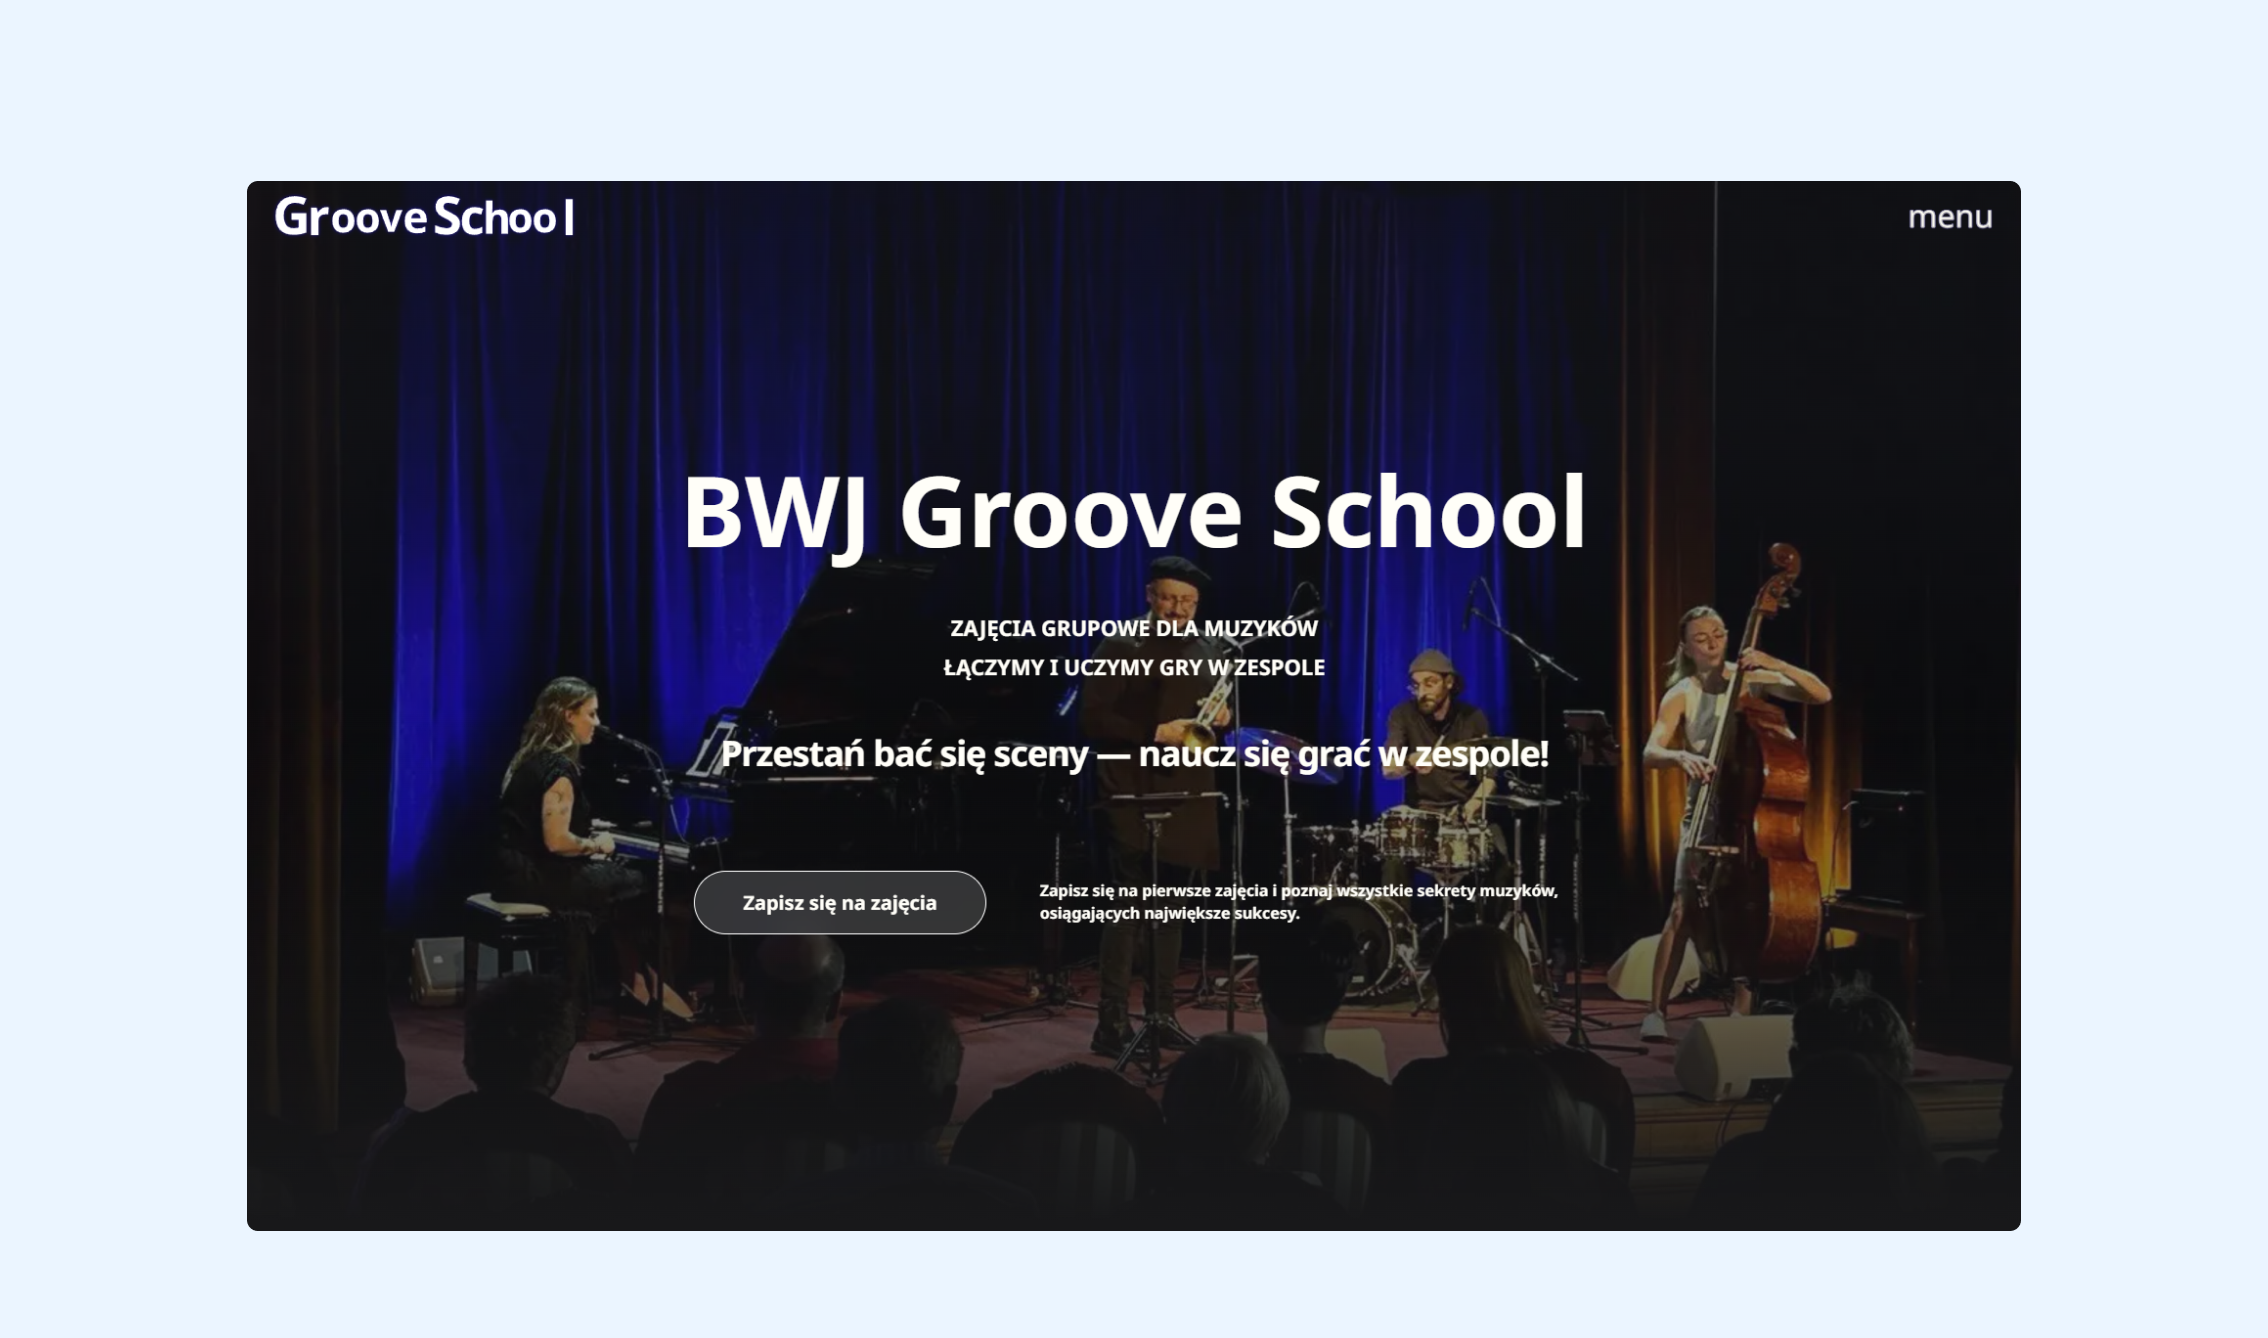 Groove School
menu
BWJ Groove School
ZAJĘCIA GRUPOWE DLA MUZYKÓW
ŁĄCZYMY I UCZYMY GRY W ZESPOLE
Przestań bać się sceny — naucz się grać w zespole!
Zapisz się na zajęcia
Zapisz się na pierwsze zajęcia i poznaj wszystkie sekrety muzyków,
osiągających największe sukcesy.